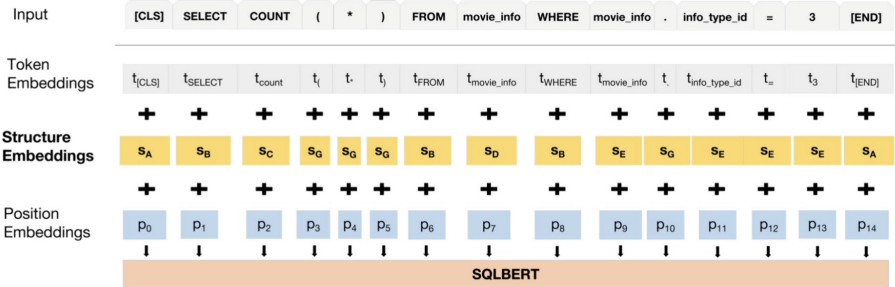 Input [CLS] SELECT COUNT ( * ) FROM movie_info WHERE movie_info . info_type_id = 3 [END]
Token
Embeddings
t[CLS] tSELECT tcount t( t* t) tFROM tmovie_info tWHERE tmovie_info t. tinfo_type_id t= t3 t[END]
+ + + + + + + + + + + + + + +
Structure
Embeddings
sA sB sC sG sG sG sB sD sB sE sG sE sE sE sA
+ + + + + + + + + + + + + + +
Position
Embeddings
p0 p1 p2 p3 p4 p5 p6 p7 p8 p9 p10 p11 p12 p13 p14
SQLBERT